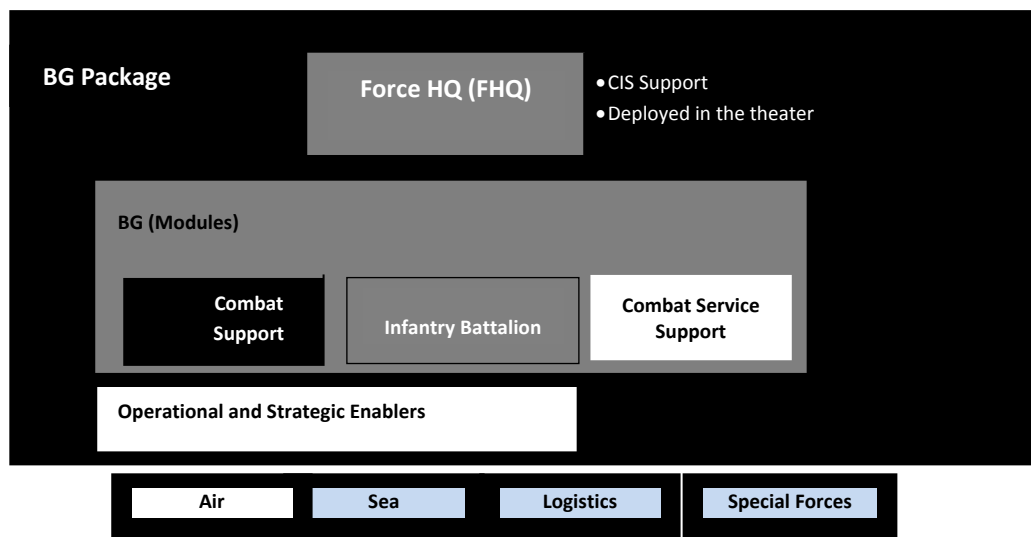 BG Package
Force HQ (FHQ)
•CIS Support
•Deployed in the theater
BG (Modules)
Combat
Support
Infantry Battalion
Combat Service
Support
Operational and Strategic Enablers
Air
Sea
Logistics
Special Forces